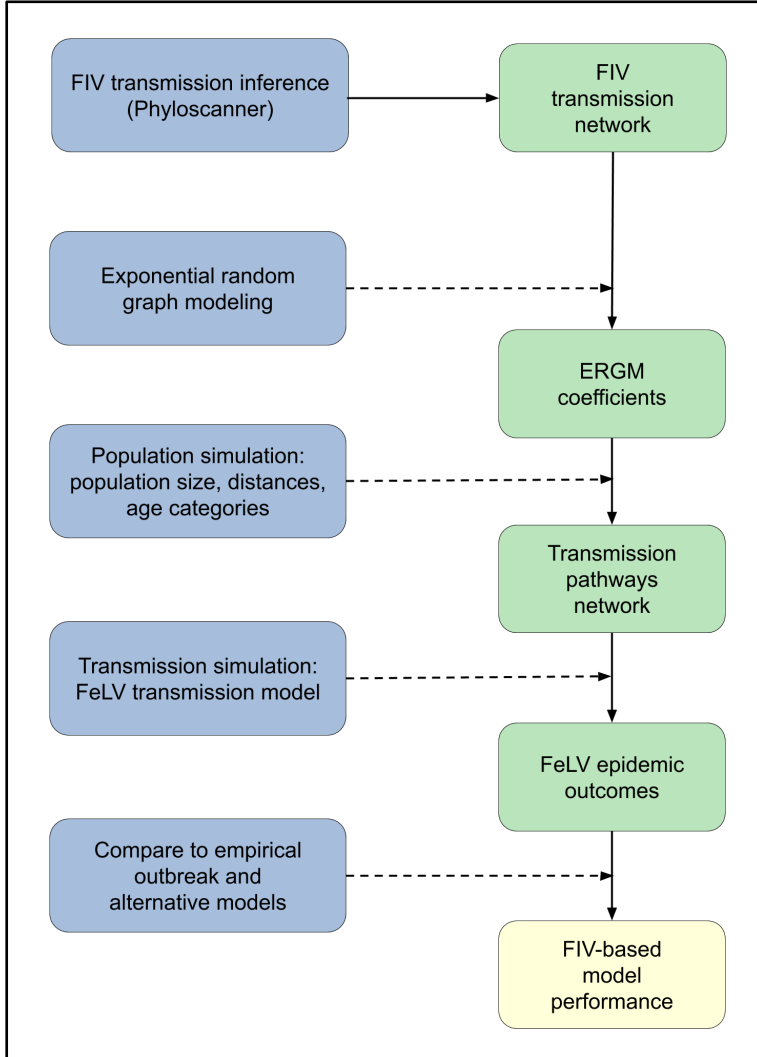 FIV transmission inference
(Phyloscanner)
FIV
transmission
network
Exponential random
graph modeling
ERGM
coefficients
Population simulation:
population size, distances,
age categories
Transmission
pathways
network
Transmission simulation:
FeLV transmission model
FeLV epidemic
outcomes
Compare to empirical
outbreak and
alternative models
FIV-based
model
performance